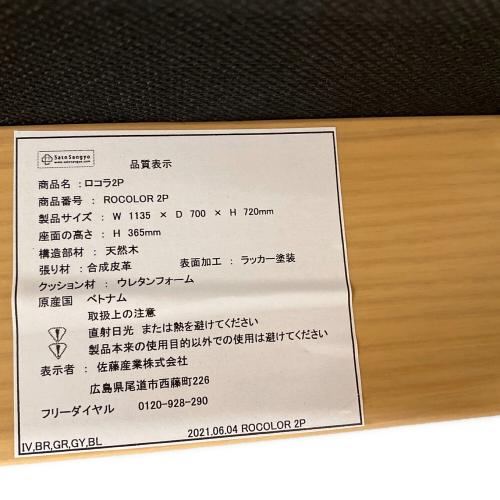 Sato Sangyo
品質表示
商品名 : ロコラ2P
商品番号 : ROCOLOR 2P
製品サイズ : W 1135 × D 700 × H 720mm
座面の高さ : H 365mm
構造部材 : 天然木
張り材 : 合成皮革 表面加工 : ラッカー塗装
クッション材 : ウレタンフォーム
原産国 ベトナム
取扱上の注意
直射日光 または熱を避けてください
製品本来の使用目的以外での使用は避けてください
表示者 : 佐藤産業株式会社
広島県尾道市西藤町226
フリーダイヤル 0120-928-290
IV,BR,GR,GY,BL 2021.06.04 ROCOLOR 2P